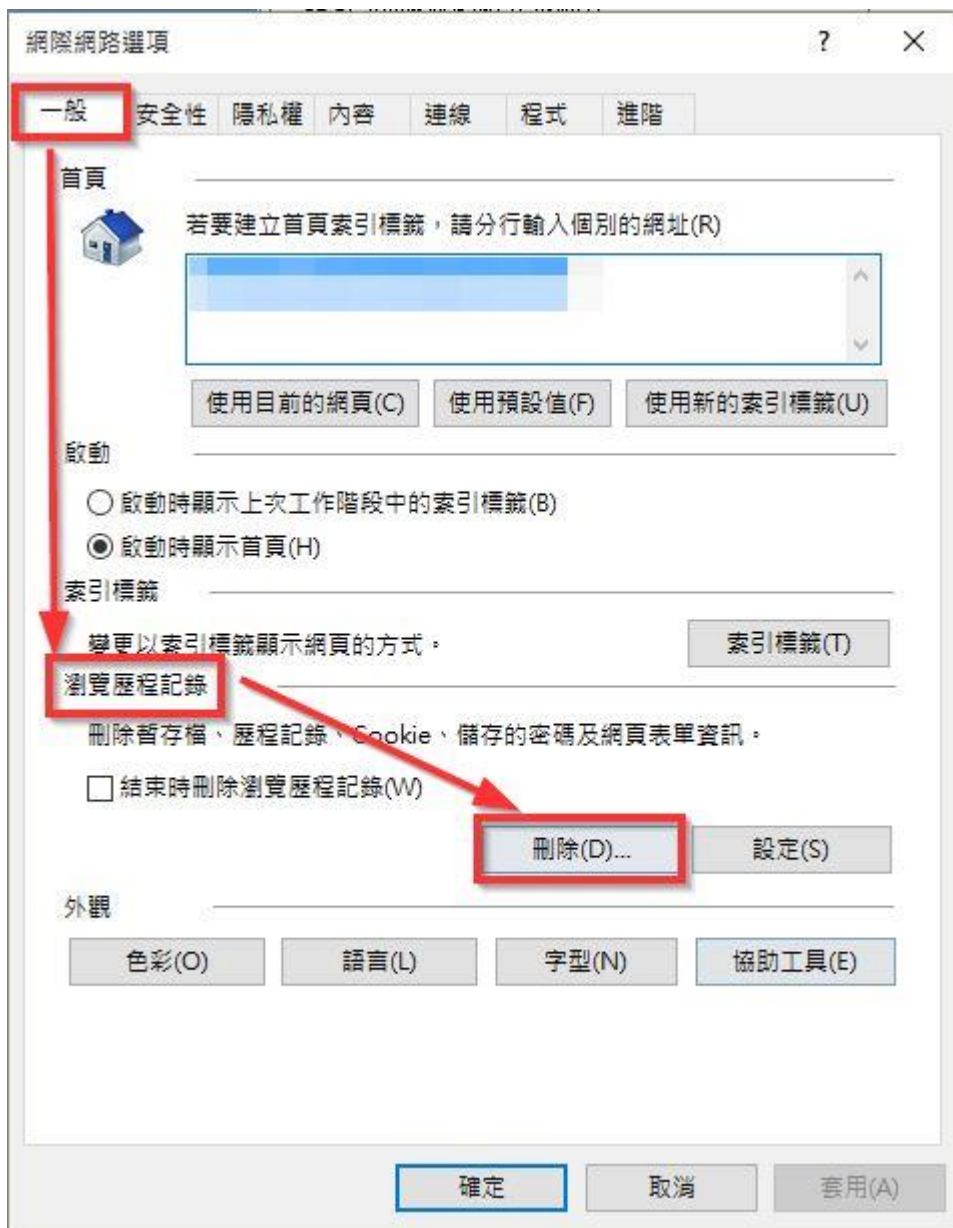 網際網路選項
一般 安全性 隱私權 內容 連線 程式 進階
首頁
若要建立首頁索引標籤，請分行輸入個別的網址(R)
使用目前的網頁(C) 使用預設值(F) 使用新的索引標籤(U)
啟動
啟動時顯示上次工作階段中的索引標籤(B)
啟動時顯示首頁(H)
索引標籤
變更以索引標籤顯示網頁的方式。 索引標籤(T)
瀏覽歷程記錄
刪除暫存檔、歷程記錄、Cookie、儲存的密碼及網頁表單資訊。
結束時刪除瀏覽歷程記錄(W)
刪除(D)... 設定(S)
外觀
色彩(O) 語言(L) 字型(N) 協助工具(E)
確定 取消 套用(A)